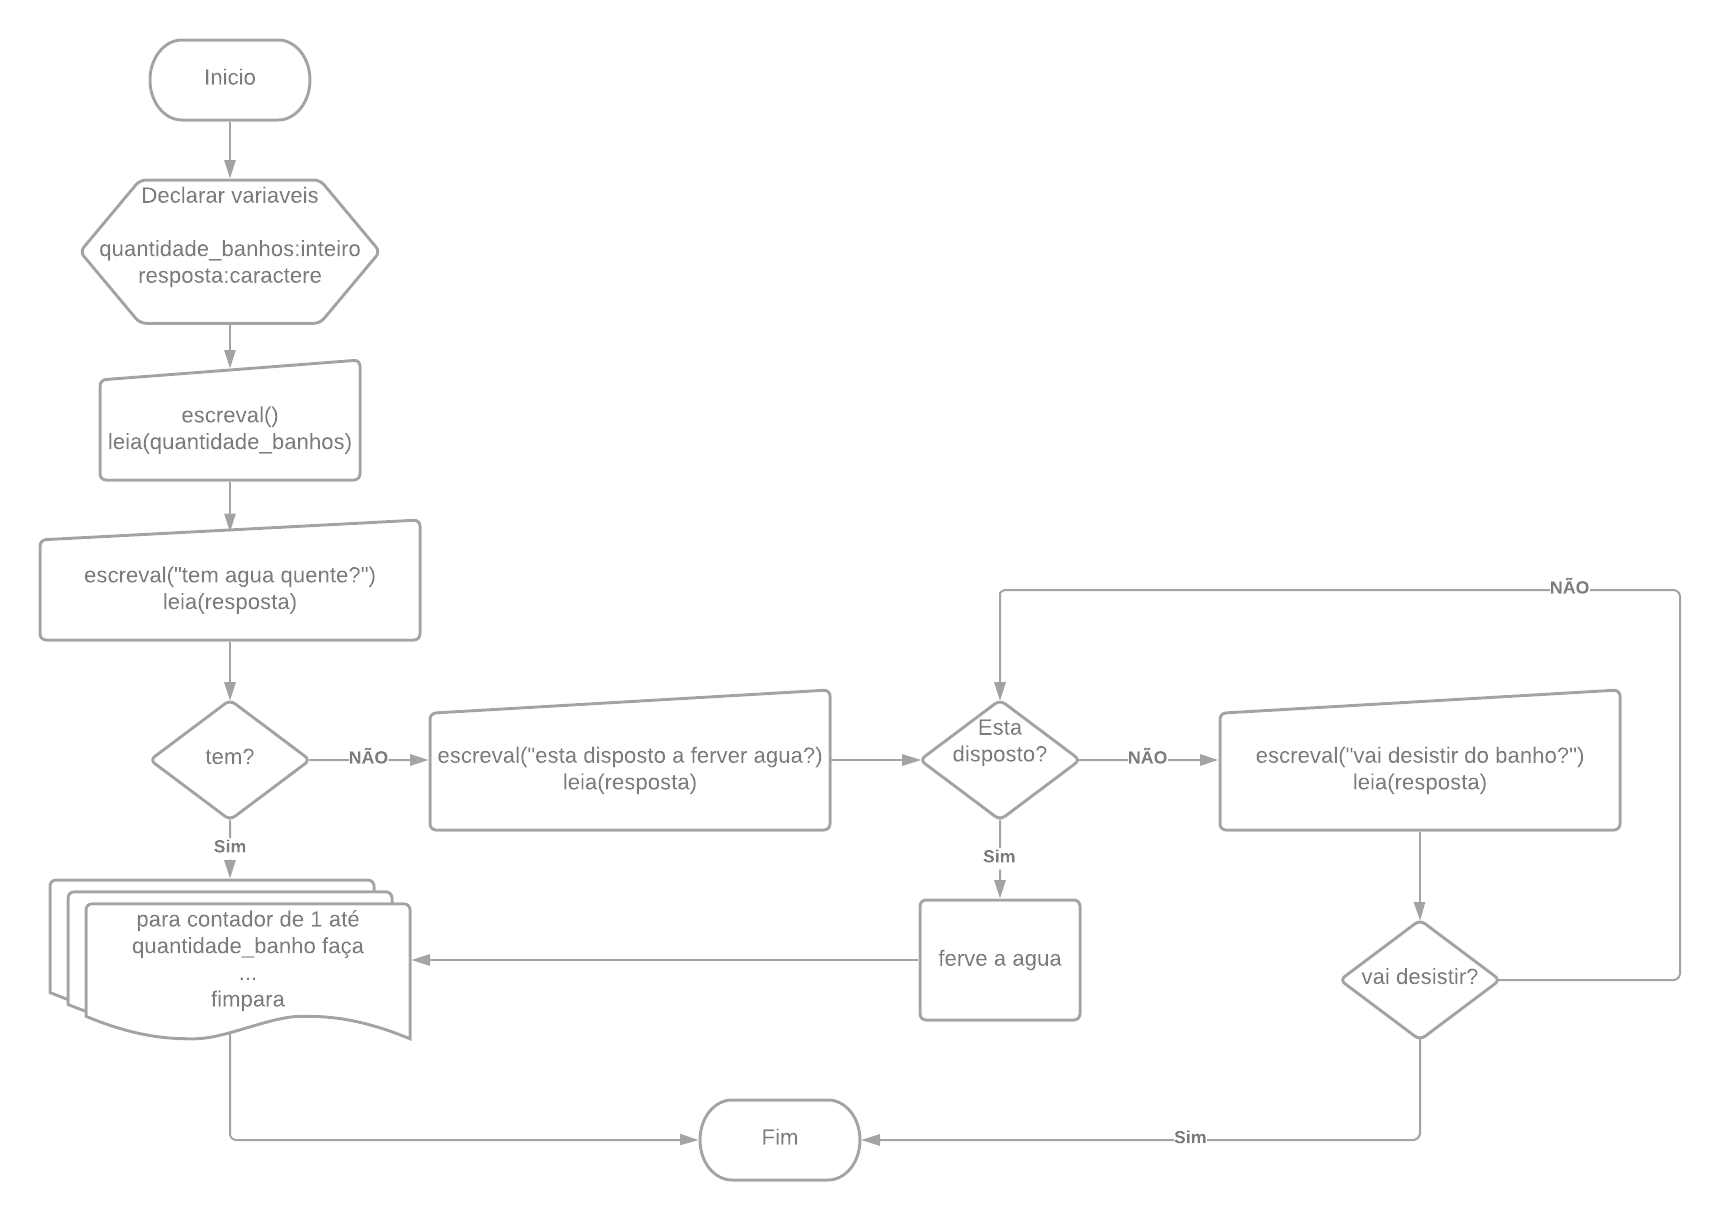 Inicio
Declarar variaveis
quantidade_banhos:inteiro
resposta:caractere
escreval()
leia(quantidade_banhos)
escreval("tem agua quente?")
leia(resposta)
tem?
NÃO
escreval("esta disposto a ferver agua?)
leia(resposta)
Esta
disposto?
NÃO
escreval("vai desistir do banho?")
leia(resposta)
NÃO
Sim
Sim
para contador de 1 até
quantidade_banho faça
...
fimpara
ferve a agua
vai desistir?
Sim
Fim